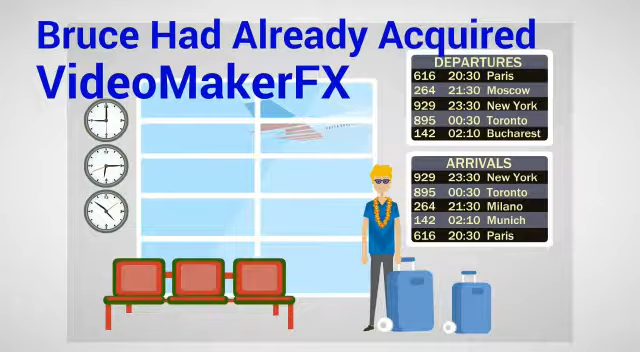 Bruce Had Already Acquired
VideoMakerFX
DEPARTURES
616 20:30 Paris
264 21:30 Moscow
929 23:30 New York
895 00:30 Toronto
142 02:10 Bucharest
ARRIVALS
929 23:30 New York
895 00:30 Toronto
264 21:30 Milano
142 02:10 Munich
616 20:30 Paris